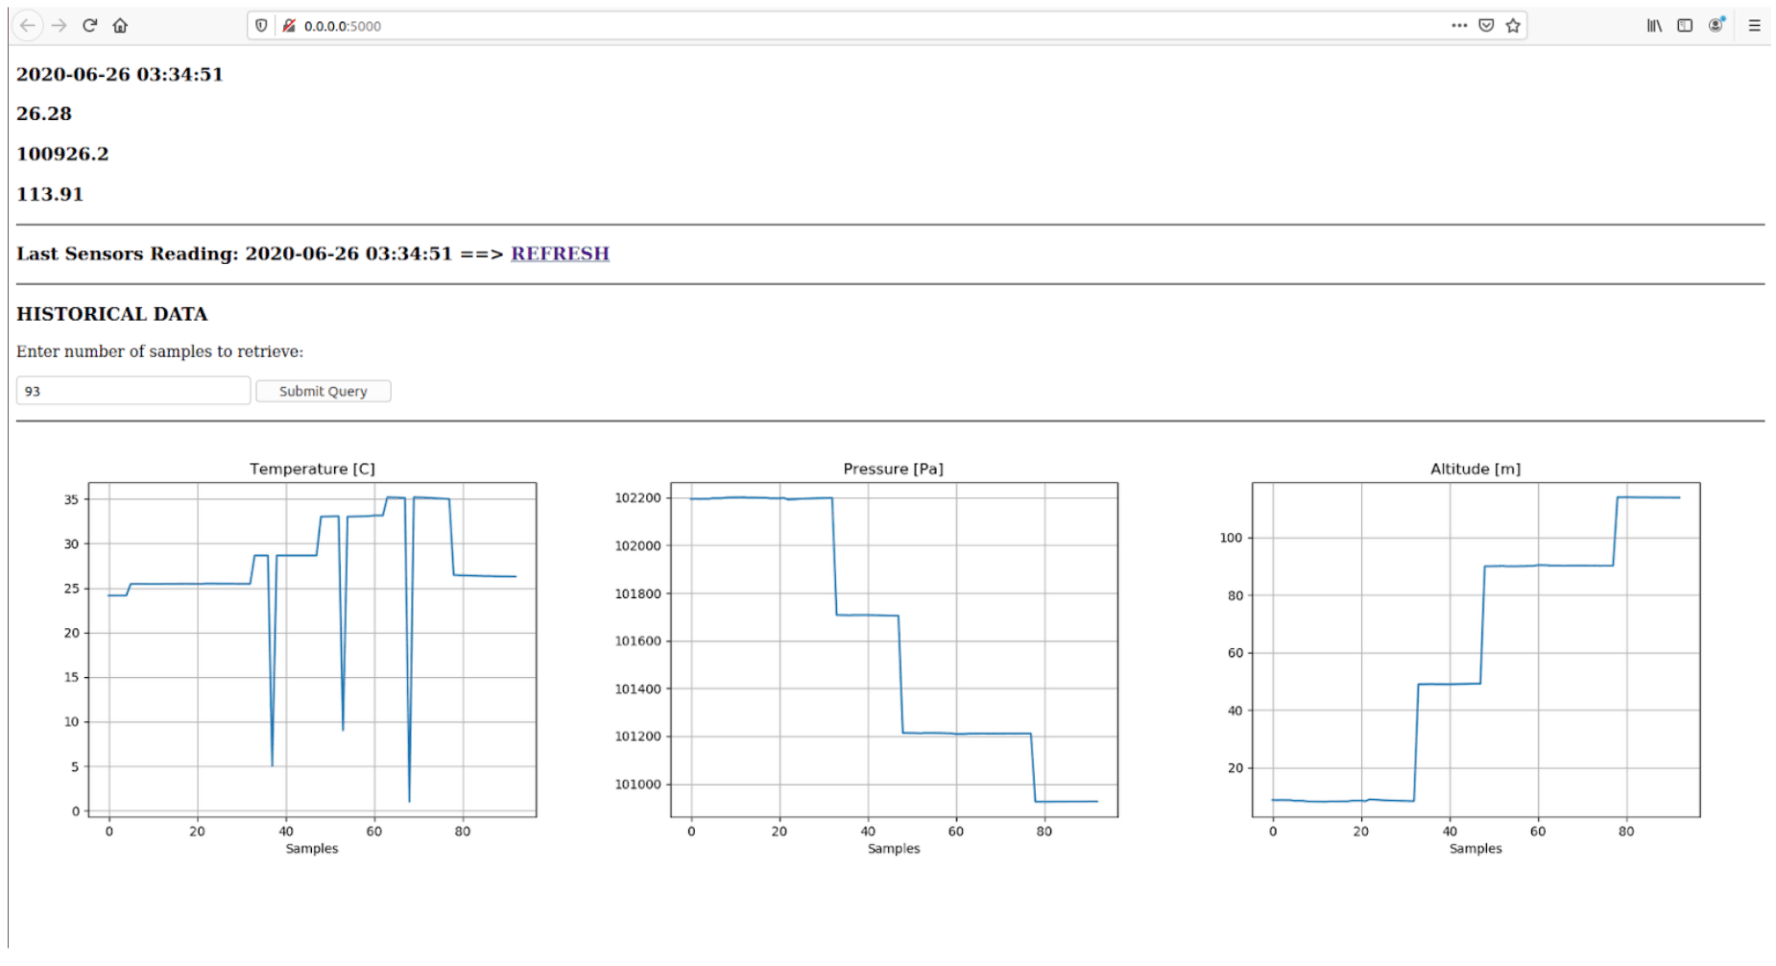 0.0.0.0:5000
2020-06-26 03:34:51
26.28
100926.2
113.91
Last Sensors Reading: 2020-06-26 03:34:51 ==> REFRESH
HISTORICAL DATA
Enter number of samples to retrieve:
93 Submit Query
Temperature [C]
35
30
25
20
15
10
5
0
0 20 40 60 80
Samples
Pressure [Pa]
102200
102000
101800
101600
101400
101200
101000
0 20 40 60 80
Samples
Altitude [m]
100
80
60
40
20
0 20 40 60 80
Samples